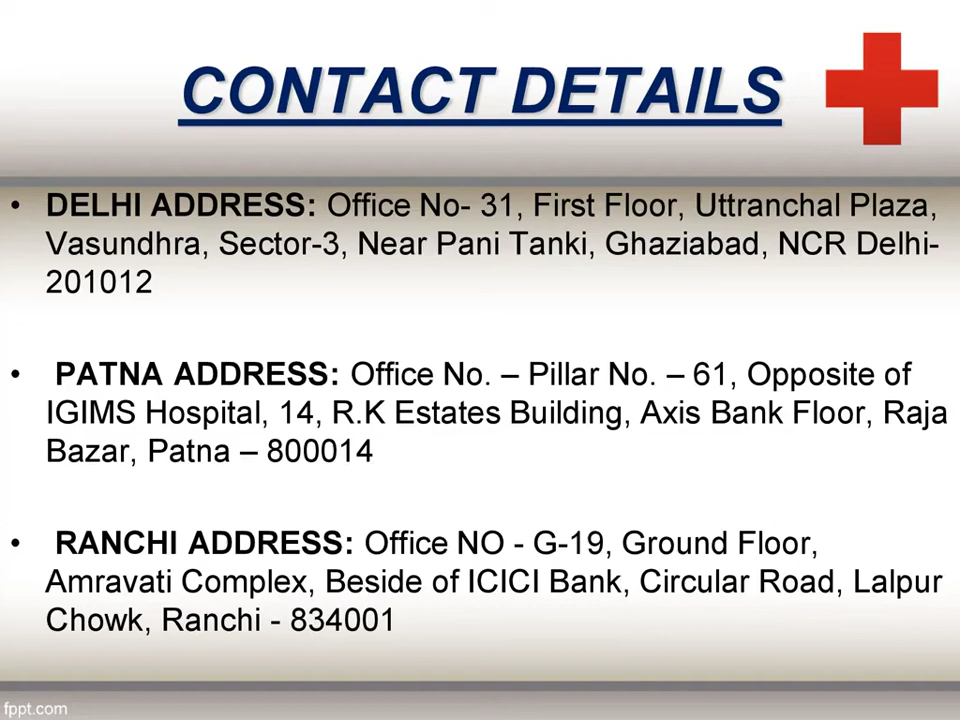 CONTACT DETAILS
• DELHI ADDRESS: Office No- 31, First Floor, Uttranchal Plaza,
Vasundhra, Sector-3, Near Pani Tanki, Ghaziabad, NCR Delhi-
201012
• PATNA ADDRESS: Office No. – Pillar No. – 61, Opposite of
IGIMS Hospital, 14, R.K Estates Building, Axis Bank Floor, Raja
Bazar, Patna – 800014
• RANCHI ADDRESS: Office NO - G-19, Ground Floor,
Amravati Complex, Beside of ICICI Bank, Circular Road, Lalpur
Chowk, Ranchi - 834001
fppt.com